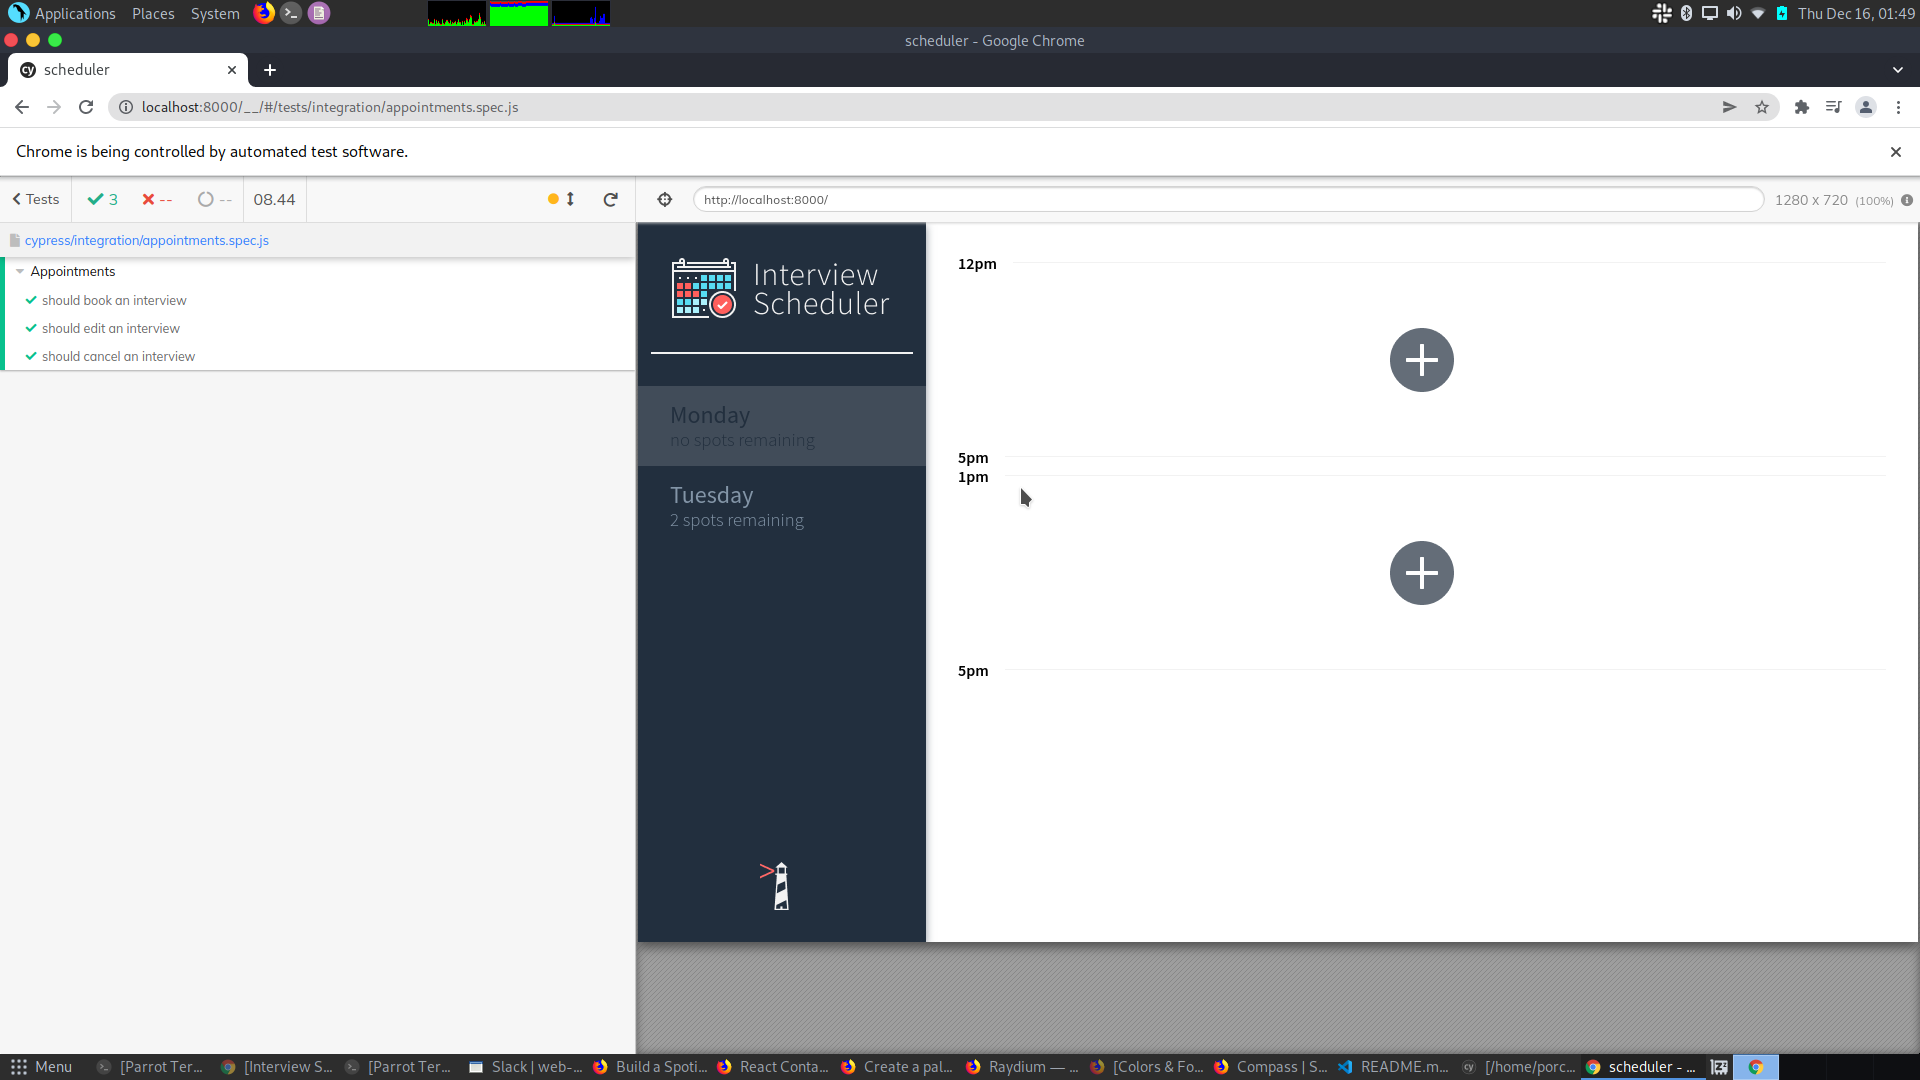 Applications Places System
Thu Dec 16, 01:49
scheduler - Google Chrome
cy scheduler
localhost:8000/__/#/tests/integration/appointments.spec.js
Chrome is being controlled by automated test software.
Tests 3 -- -- 08.44
http://localhost:8000/
1280 x 720 (100%)
cypress/integration/appointments.spec.js
Appointments
should book an interview
should edit an interview
should cancel an interview
Interview
Scheduler
Monday
no spots remaining
Tuesday
2 spots remaining
12pm
5pm
1pm
5pm
Menu
[Parrot Ter...
[Interview S...
[Parrot Ter...
Slack | web-...
Build a Spoti...
React Conta...
Create a pal...
Raydium — ...
[Colors & Fo...
Compass | S...
README.m...
cy [/home/porc...
scheduler - ...